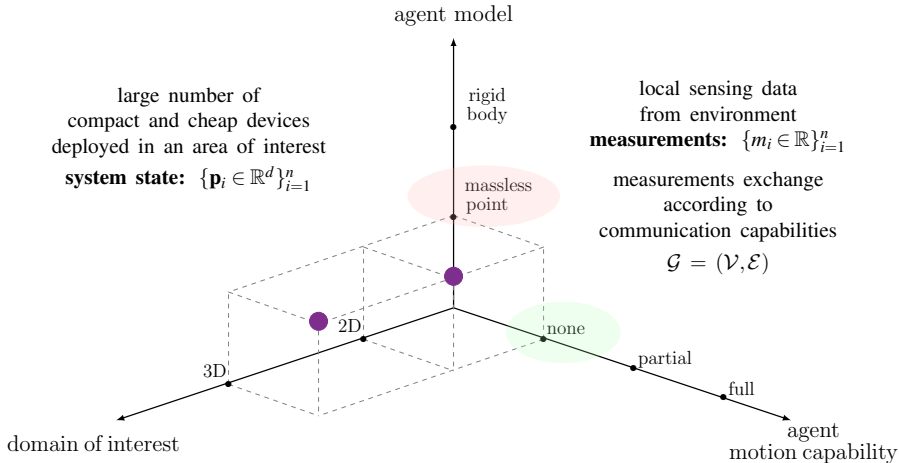 agent model
large number of
compact and cheap devices
deployed in an area of interest
system state: {p_i ∈ ℝ^d}_{i=1}^n
rigid
body
local sensing data
from environment
measurements: {m_i ∈ ℝ}_{i=1}^n
measurements exchange
according to
communication capabilities
𝒢 = (𝒱, ℰ)
massless
point
2D
3D
none
partial
full
domain of interest
agent
motion capability